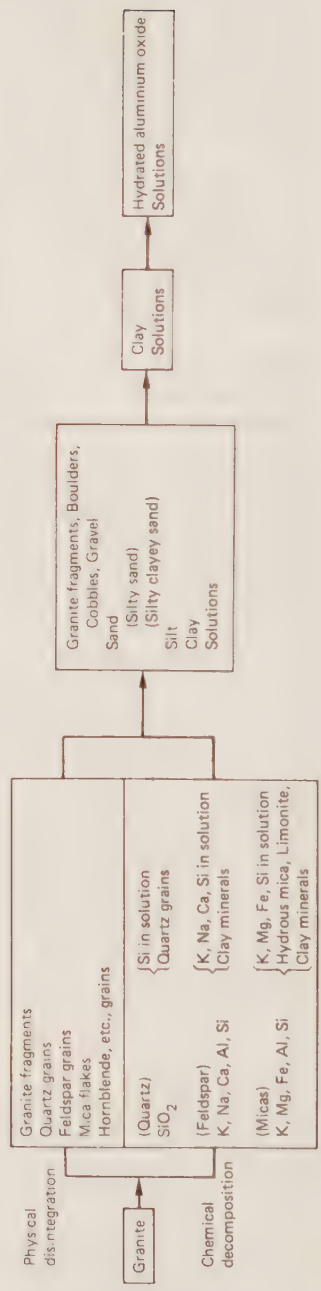 Physical
disintegration
Granite
Chemical
decomposition
Granite fragments
Quartz grains
Feldspar grains
Mica flakes
Hornblende, etc., grains
(Quartz)
SiO2
{Si in solution
Quartz grains
(Feldspar)
K, Na, Ca, Al, Si
{K, Na, Ca, Si in solution
Clay minerals
(Micas)
K, Mg, Fe, Al, Si
{K, Mg, Fe, Si in solution
Hydrous mica, Limonite,
Clay minerals
Granite fragments, Boulders,
Cobbles, Gravel
Sand
(Silty sand)
(Silty clayey sand)
Silt
Clay
Solutions
Clay
Solutions
Hydrated aluminium oxide
Solutions